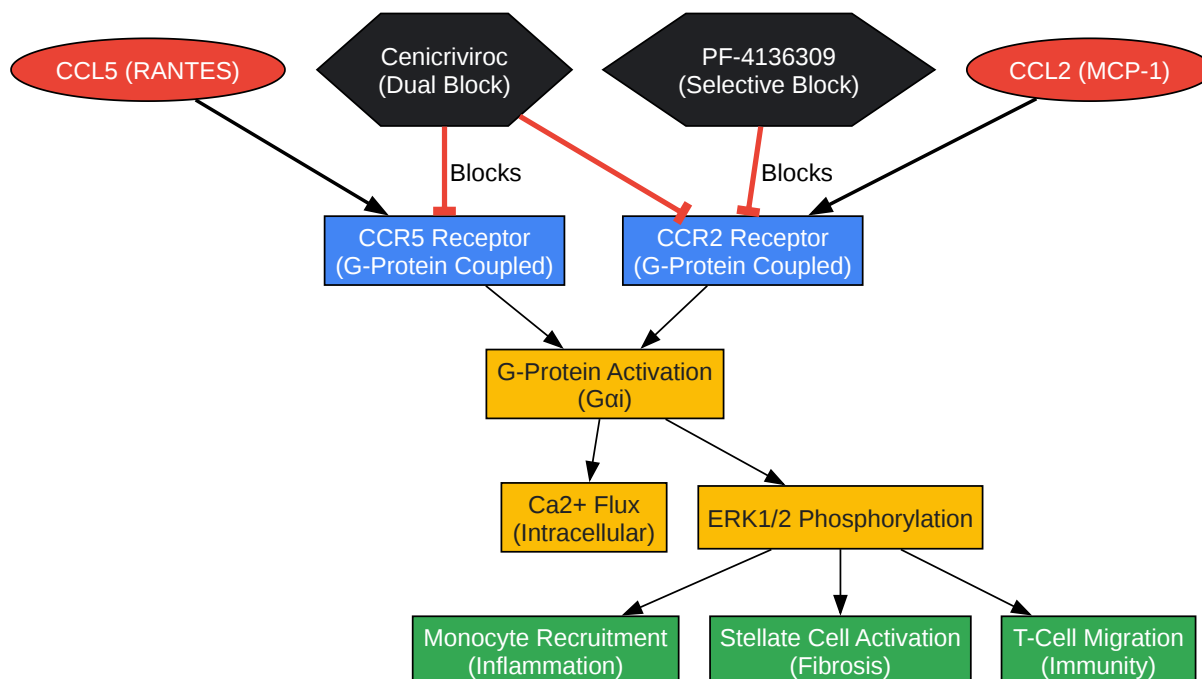 CCL5 (RANTES)
Cenicriviroc
(Dual Block)
PF-4136309
(Selective Block)
CCL2 (MCP-1)
Blocks
Blocks
CCR5 Receptor
(G-Protein Coupled)
CCR2 Receptor
(G-Protein Coupled)
G-Protein Activation
(Gαi)
Ca2+ Flux
(Intracellular)
ERK1/2 Phosphorylation
Monocyte Recruitment
(Inflammation)
Stellate Cell Activation
(Fibrosis)
T-Cell Migration
(Immunity)